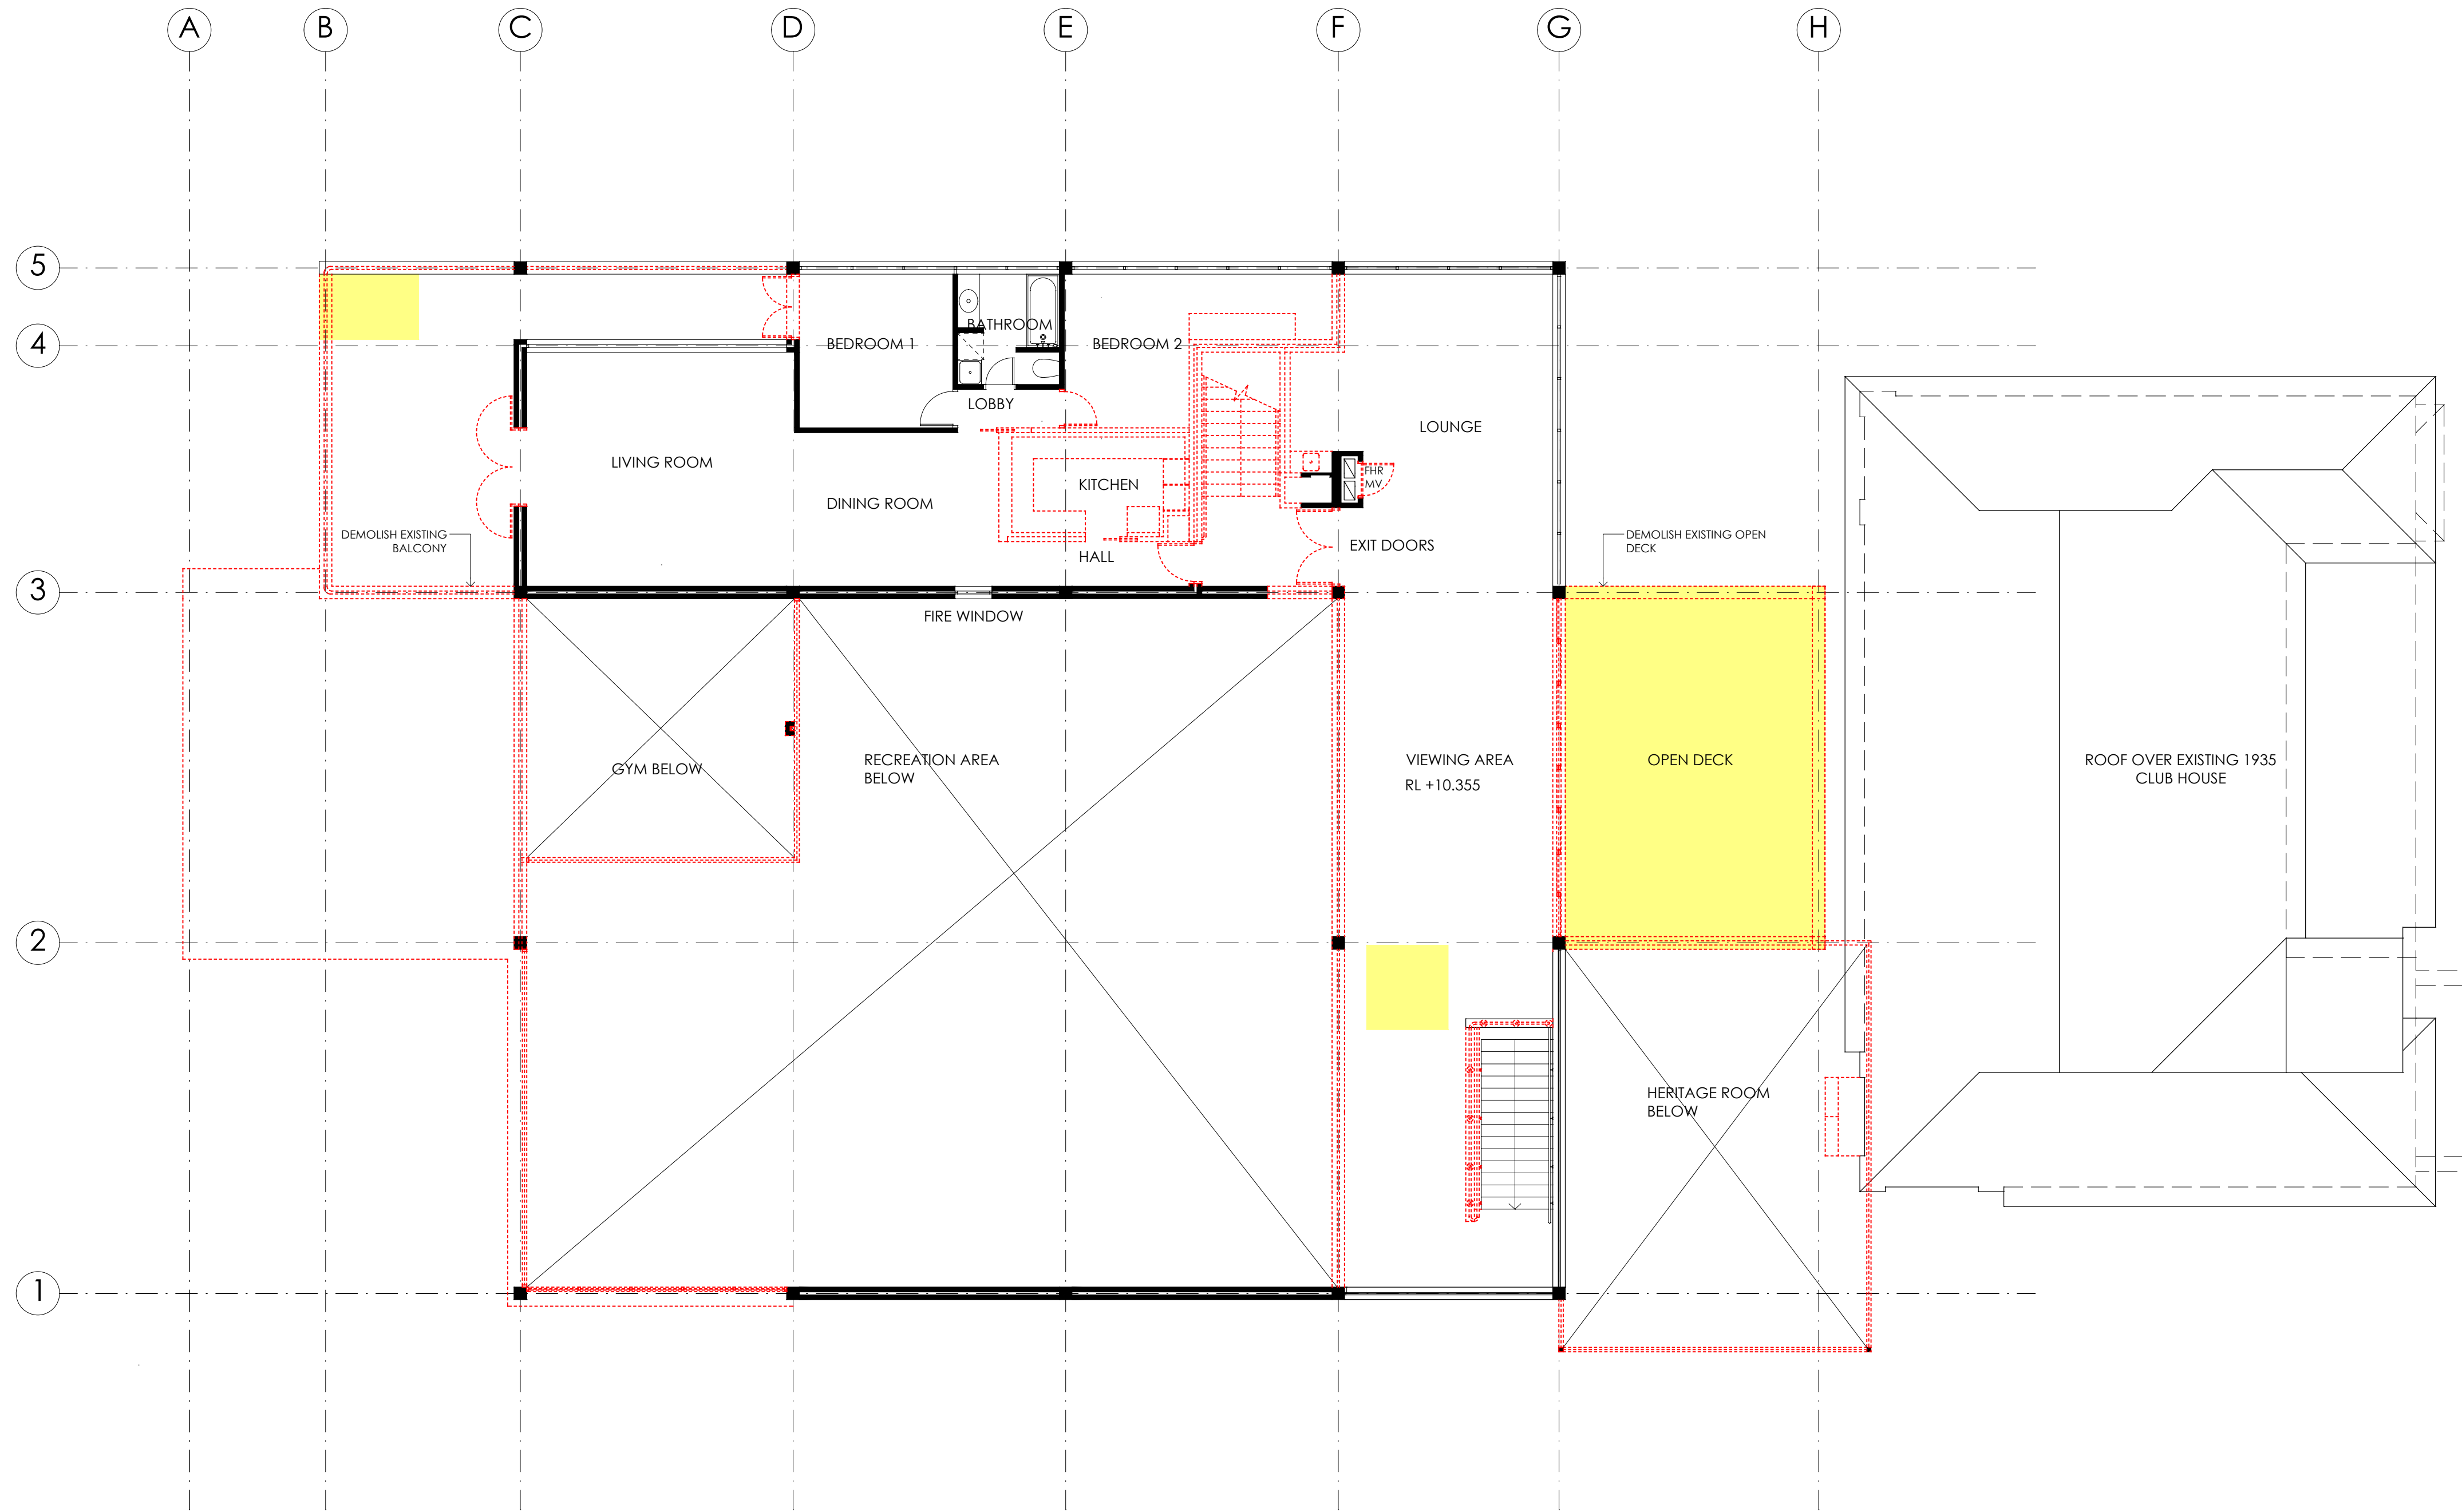 A
B
C
D
E
F
G
H
5
4
3
2
1
BEDROOM 1
BATHROOM
BEDROOM 2
LOBBY
LOUNGE
LIVING ROOM
DINING ROOM
KITCHEN
FHR
MV
DEMOLISH EXISTING
BALCONY
HALL
EXIT DOORS
DEMOLISH EXISTING OPEN
DECK
FIRE WINDOW
GYM BELOW
RECREATION AREA
BELOW
VIEWING AREA
RL +10.355
OPEN DECK
ROOF OVER EXISTING 1935
CLUB HOUSE
HERITAGE ROOM
BELOW